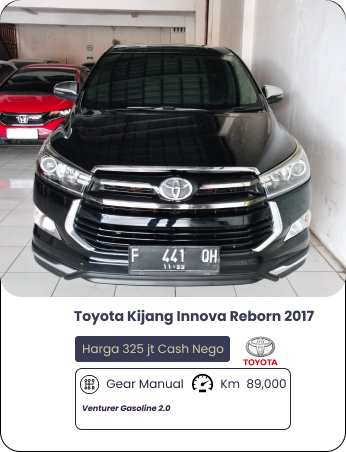 F 441 QH
11·22
Toyota Kijang Innova Reborn 2017
Harga 325 jt Cash Nego
TOYOTA
Gear Manual
Km 89,000
Venturer Gasoline 2.0